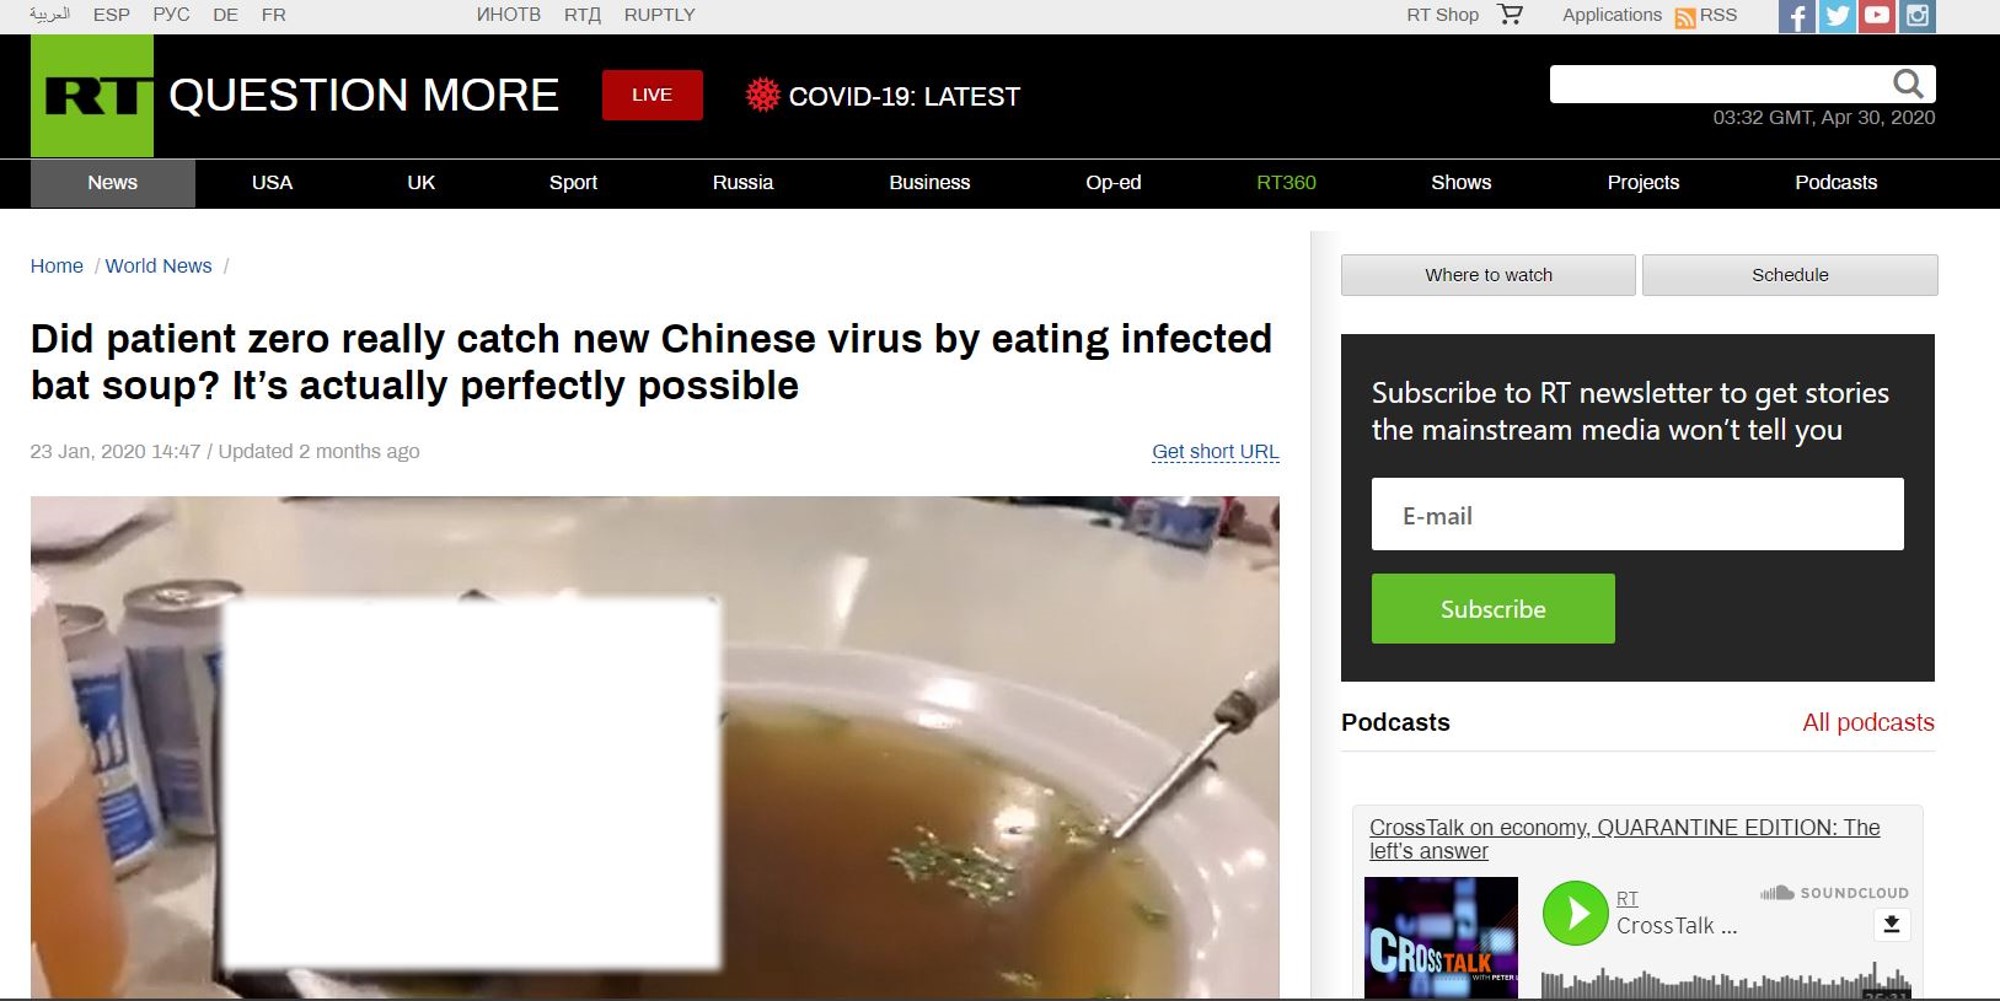 العربية ESP РУС DE FR ИНОТВ RTД RUPTLY RT Shop Applications RSS
RT QUESTION MORE LIVE COVID-19: LATEST
03:32 GMT, Apr 30, 2020
News USA UK Sport Russia Business Op-ed RT360 Shows Projects Podcasts
Home / World News /
Did patient zero really catch new Chinese virus by eating infected
bat soup? It’s actually perfectly possible
23 Jan, 2020 14:47 / Updated 2 months ago
Get short URL
Where to watch Schedule
Subscribe to RT newsletter to get stories
the mainstream media won’t tell you
E-mail
Subscribe
Podcasts All podcasts
CrossTalk on economy, QUARANTINE EDITION: The
left's answer
CROSSTALK
WITH PETER
RT
SOUNDCLOUD
CrossTalk ...